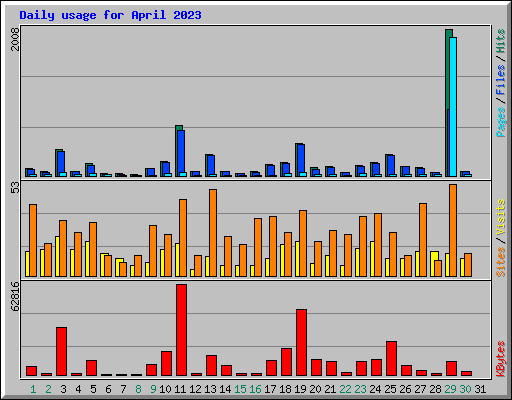 Daily usage for April 2023
2008
Pages / Files / Hits
53
Sites / Visits
62816
KBytes
1 2 3 4 5 6 7 8 9 10 11 12 13 14 15 16 17 18 19 20 21 22 23 24 25 26 27 28 29 30 31